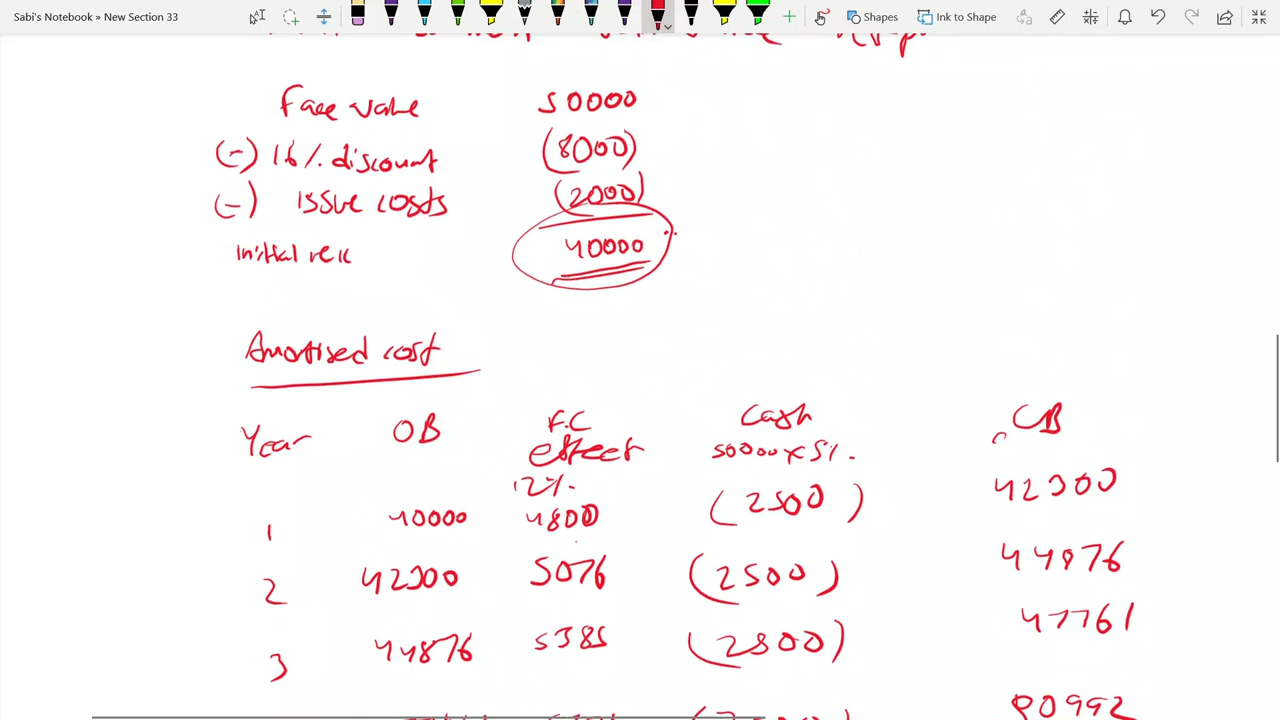 Sabi's Notebook » New Section 33
Shapes
Ink to Shape
Face value 50000
(-) 16% discount (8000)
(-) Issue costs (2000)
Initial rec 40000
Amortised cost
Year OB F.C effect 12% Cash 50000 x 5% CB
1 40000 4800 (2500) 42300
2 42300 5076 (2500) 44876
3 44876 5385 (2500) 47761
50992